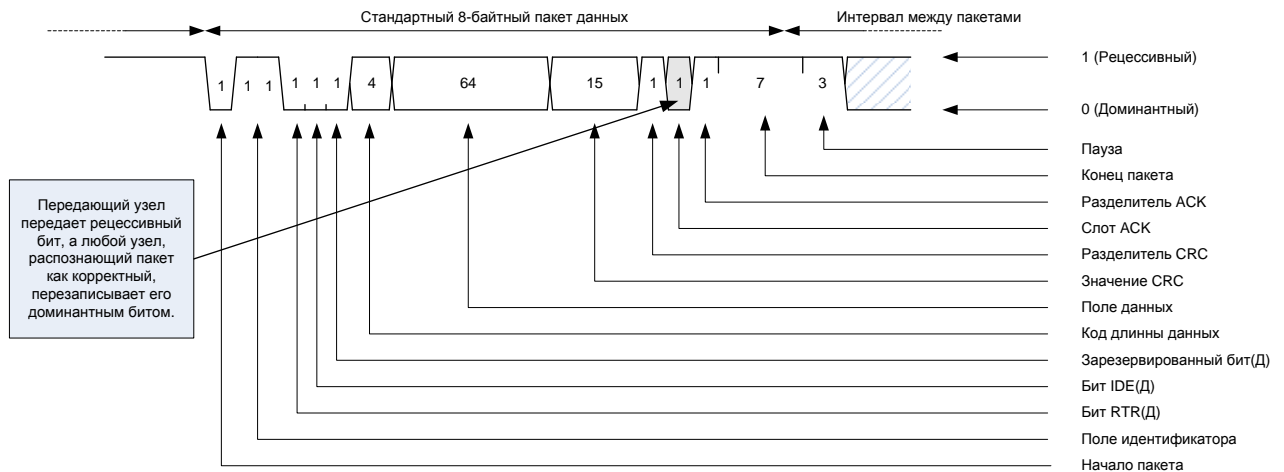 Стандартный 8-байтный пакет данных
Интервал между пакетами
1 1 1 1 1 1 4 64 15 1 1 1 7 3
1 (Рецессивный)
0 (Доминантный)
Пауза
Конец пакета
Разделитель ACK
Слот ACK
Разделитель CRC
Значение CRC
Поле данных
Код длинны данных
Зарезервированный бит(Д)
Бит IDE(Д)
Бит RTR(Д)
Поле идентификатора
Начало пакета
Передающий узел
передает рецессивный
бит, а любой узел,
распознающий пакет
как корректный,
перезаписывает его
доминантным битом.